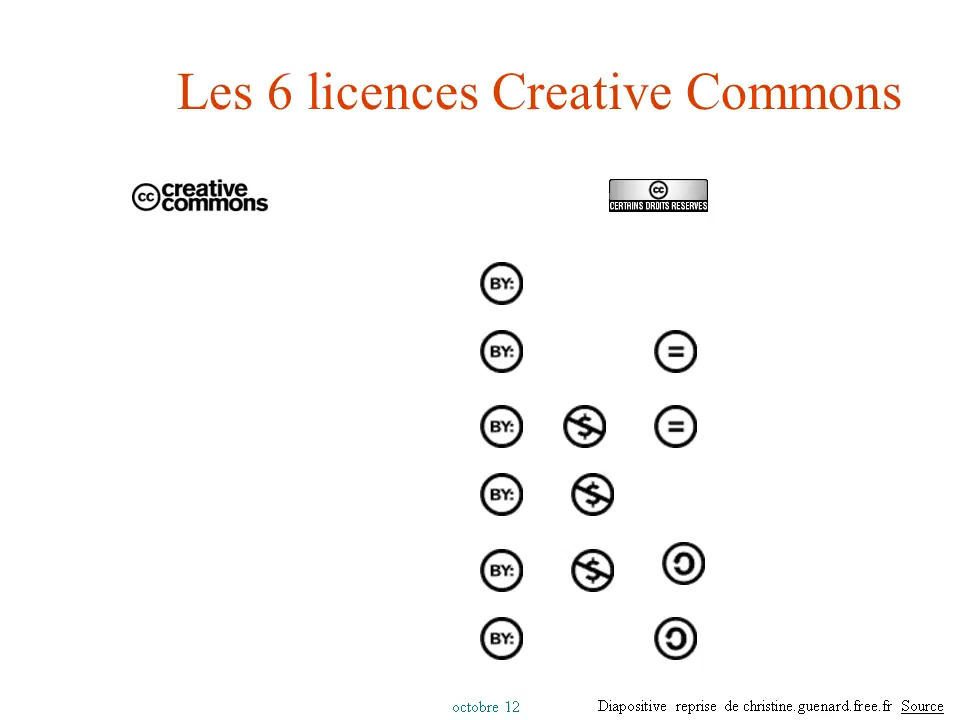 Les 6 licences Creative Commons
cc creative commons
cc
CERTAINS DROITS RESERVES
BY:
BY: =
BY: $ =
BY: $
BY: $ ↄ
BY: ↄ
octobre 12
Diapositive reprise de christine.guenard.free.fr Source